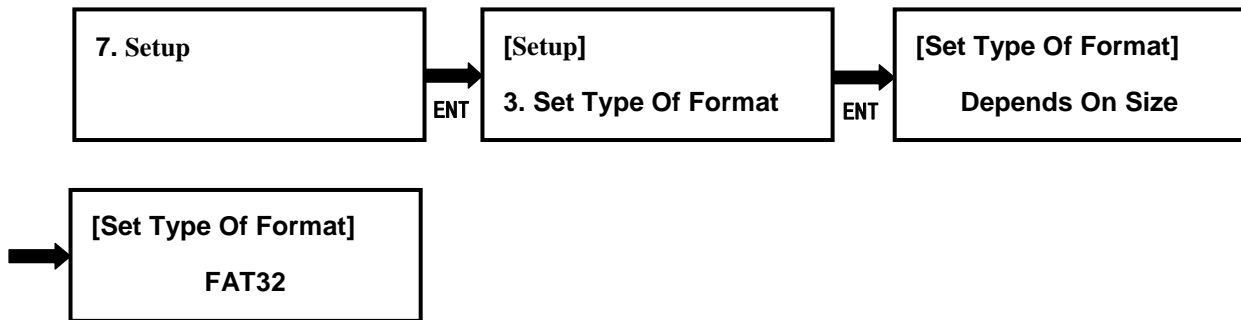 7. Setup
ENT
[Setup]
3. Set Type Of Format
ENT
[Set Type Of Format]
Depends On Size
[Set Type Of Format]
FAT32